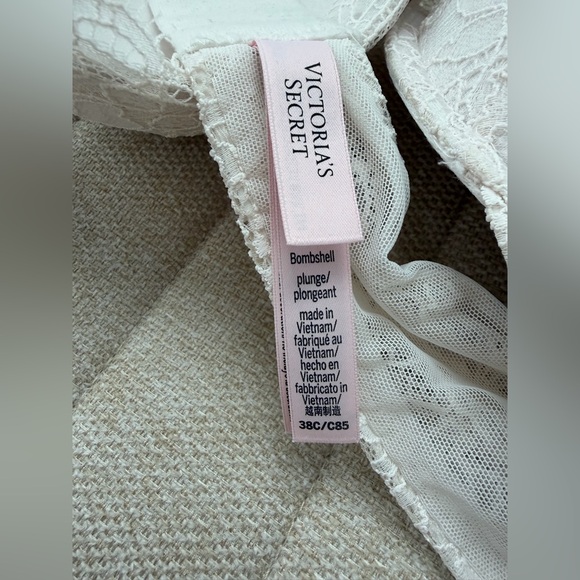 VICTORIA'S
SECRET
Bombshell
plunge/
plongeant
made in
Vietnam/
fabriqué au
Vietnam/
hecho en
Vietnam/
fabbricato in
Vietnam/
越南制造
38C/C85